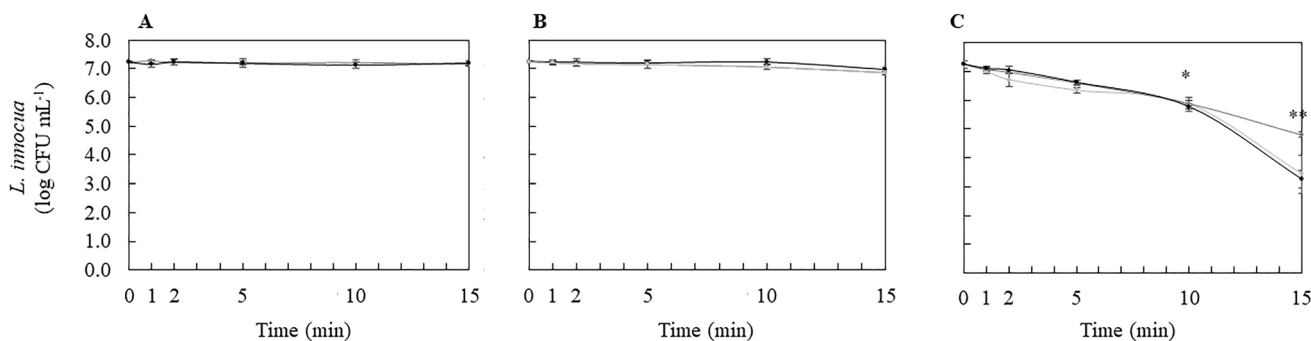 A B C
L. innocua
(log CFU mL-1)
8.0
7.0
6.0
5.0
4.0
3.0
2.0
1.0
0.0
*
**
0 1 2 5 10 15 0 1 2 5 10 15 0 1 2 5 10 15
Time (min) Time (min) Time (min)